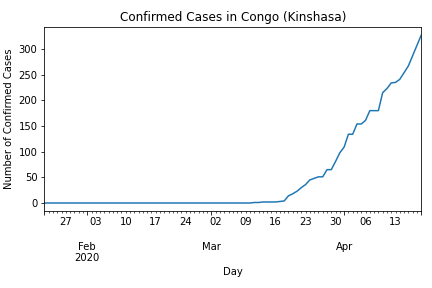 Confirmed Cases in Congo (Kinshasa)
Number of Confirmed Cases
300
250
200
150
100
50
0
27 03 10 17 24 02 09 16 23 30 06 13
Feb Mar Apr
2020
Day